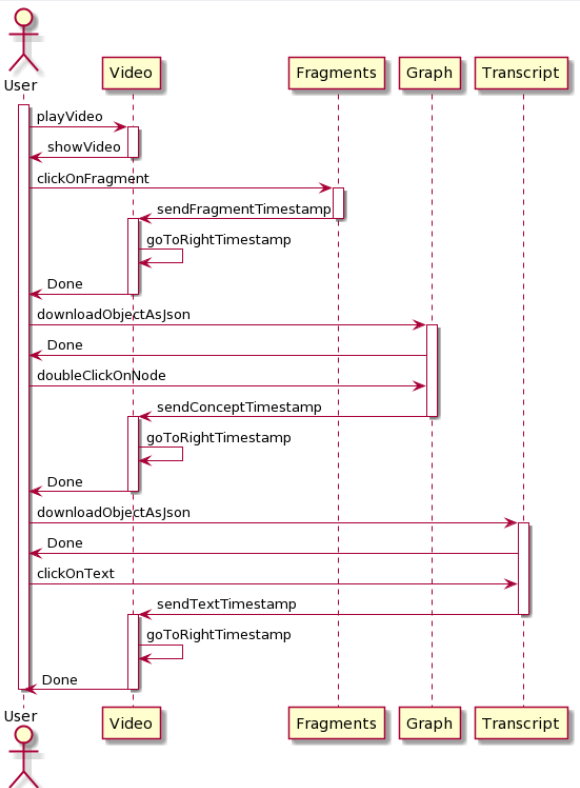 User
Video
Fragments
Graph
Transcript
playVideo
showVideo
clickOnFragment
sendFragmentTimestamp
goToRightTimestamp
Done
downloadObjectAsJson
Done
doubleClickOnNode
sendConceptTimestamp
goToRightTimestamp
Done
downloadObjectAsJson
Done
clickOnText
sendTextTimestamp
goToRightTimestamp
Done
User
Video
Fragments
Graph
Transcript